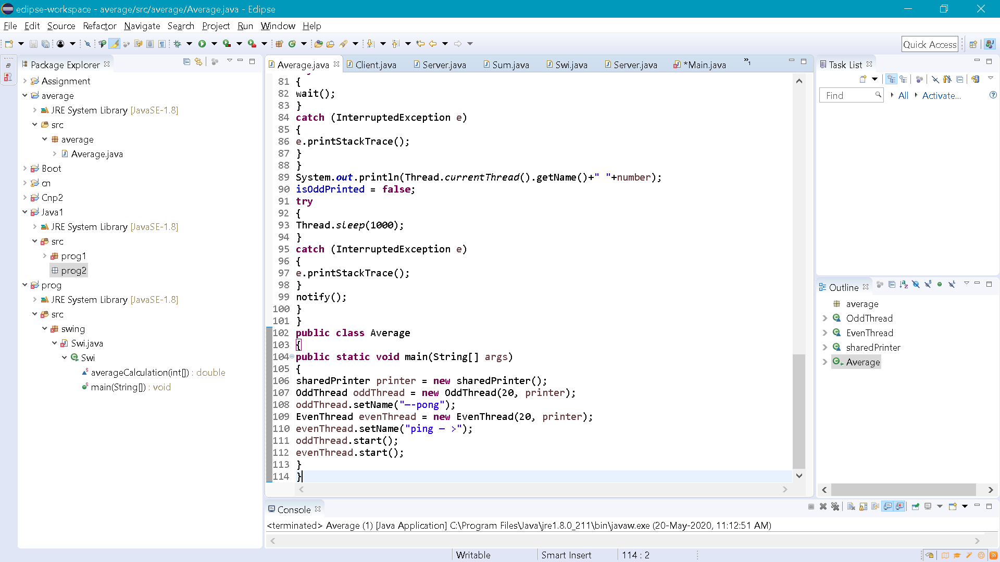 eclipse-workspace - average/src/average/Average.java - Eclipse
File Edit Source Refactor Navigate Search Project Run Window Help
Quick Access
Package Explorer
Assignment
average
JRE System Library [JavaSE-1.8]
src
average
Average.java
Boot
cn
Cnp2
Java1
JRE System Library [JavaSE-1.8]
src
prog1
prog2
prog
JRE System Library [JavaSE-1.8]
src
swing
Swi.java
Swi
averageCalculation(int[]) : double
main(String[]) : void
Average.java Client.java Server.java Sum.java Swi.java Server.java *Main.java »1
81 {
82 wait();
83 }
84 catch (InterruptedException e)
85 {
86 e.printStackTrace();
87 }
88 }
89 System.out.println(Thread.currentThread().getName()+" "+number);
90 isOddPrinted = false;
91 try
92 {
93 Thread.sleep(1000);
94 }
95 catch (InterruptedException e)
96 {
97 e.printStackTrace();
98 }
99 notify();
100 }
101 }
102 public class Average
103 {
104 public static void main(String[] args)
105 {
106 sharedPrinter printer = new sharedPrinter();
107 OddThread oddThread = new OddThread(20, printer);
108 oddThread.setName("—-pong");
109 EvenThread evenThread = new EvenThread(20, printer);
110 evenThread.setName("ping — >");
111 oddThread.start();
112 evenThread.start();
113 }
114 }
Task List
Find All Activate...
Outline
average
OddThread
EvenThread
sharedPrinter
Average
Console
<terminated> Average (1) [Java Application] C:\Program Files\Java\jre1.8.0_211\bin\javaw.exe (20-May-2020, 11:12:51 AM)
Writable Smart Insert 114 : 2